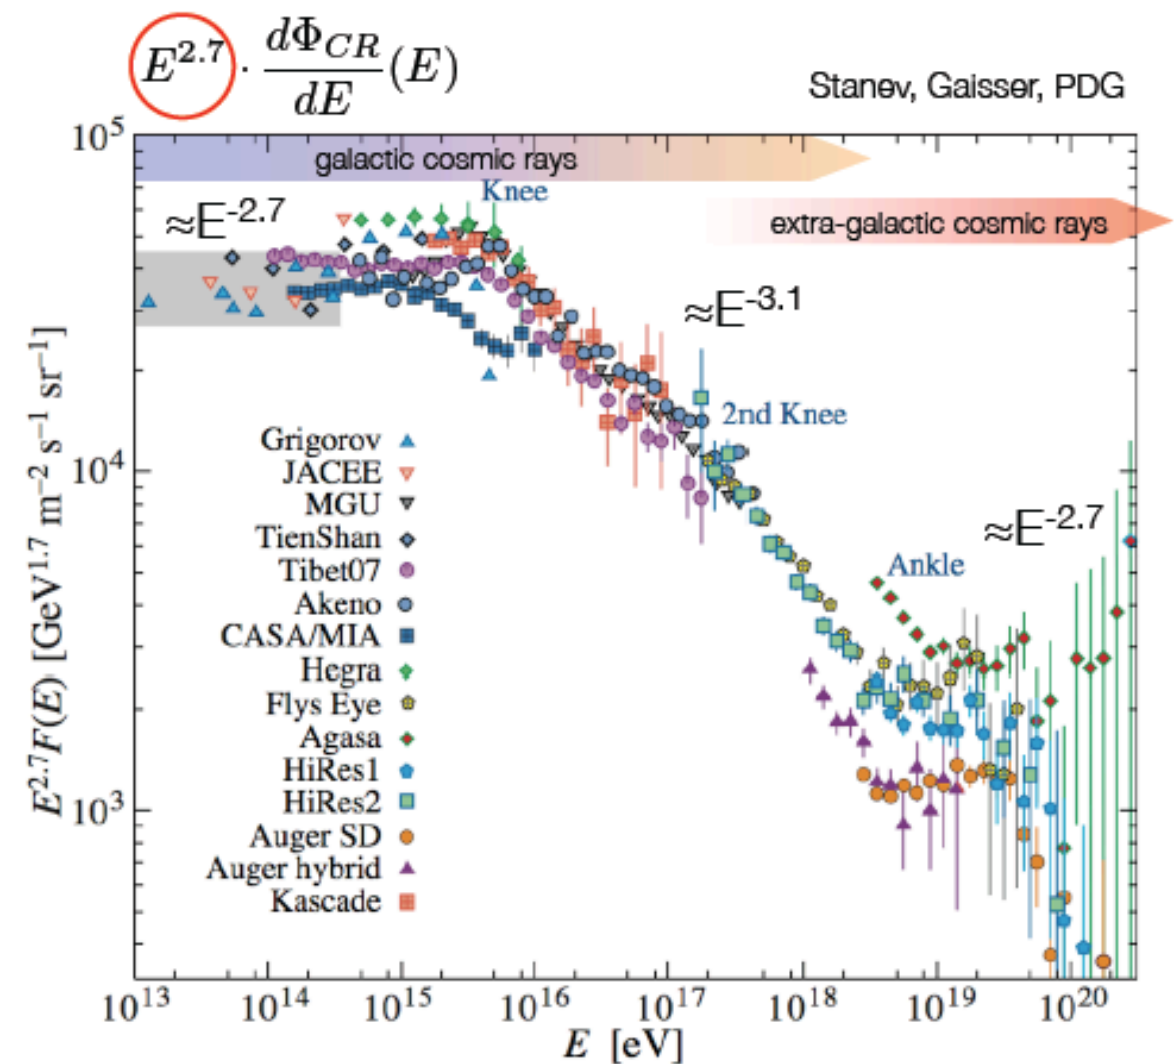 E^2.7 · dΦ_CR/dE (E)
Stanev, Gaisser, PDG
10^5
galactic cosmic rays
Knee
≈E^-2.7
extra-galactic cosmic rays
≈E^-3.1
2nd Knee
10^4
≈E^-2.7
Ankle
10^3
E^2.7 F(E) [GeV^1.7 m^−2 s^−1 sr^−1]
Grigorov
JACEE
MGU
TienShan
Tibet07
Akeno
CASA/MIA
Hegra
Flys Eye
Agasa
HiRes1
HiRes2
Auger SD
Auger hybrid
Kascade
10^13 10^14 10^15 10^16 10^17 10^18 10^19 10^20
E [eV]